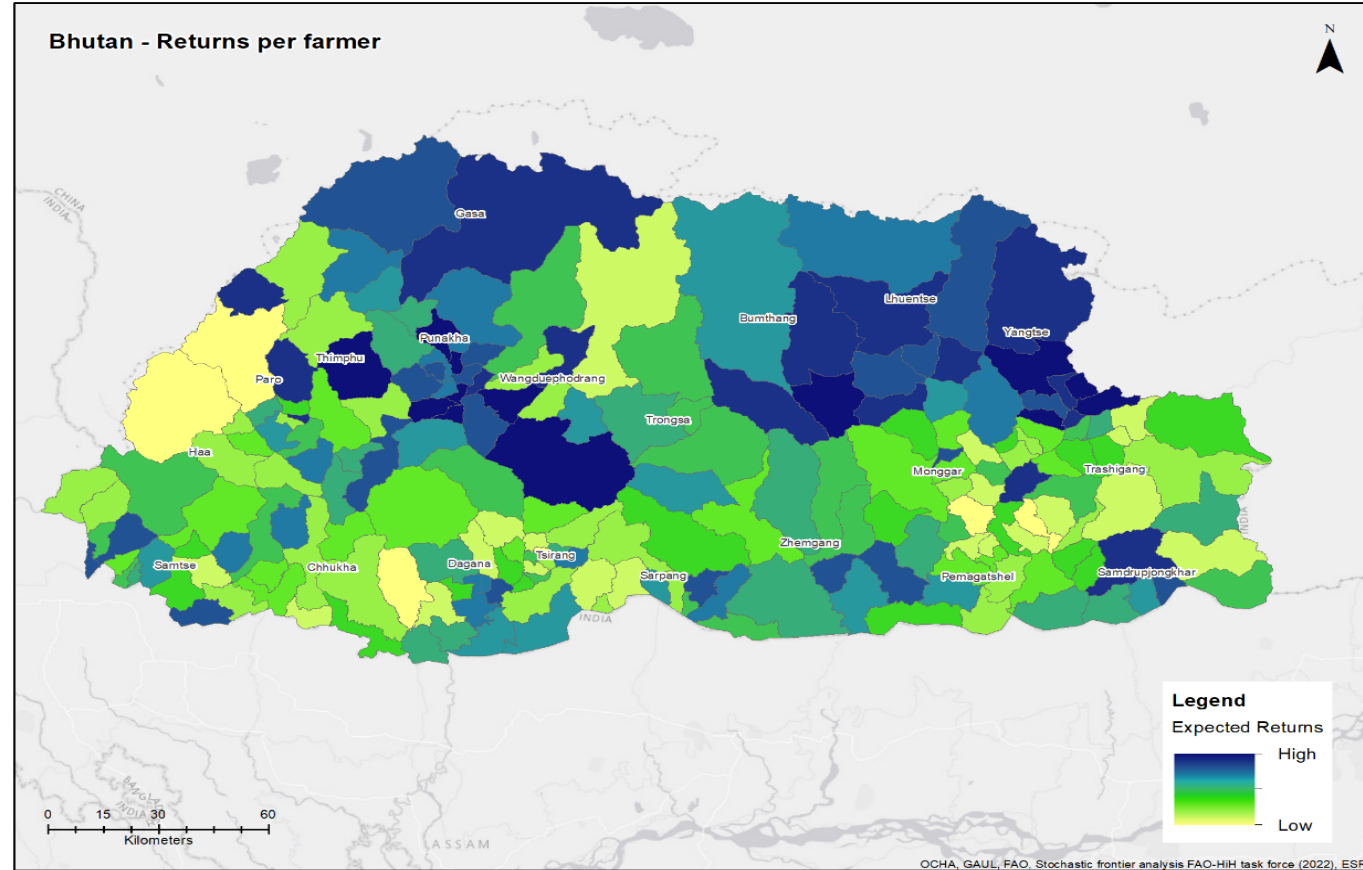 Bhutan - Returns per farmer
N
CHINA
INDIA
Gasa
Lhuentse
Bumthang
Yangtse
Punakha
Thimphu
Paro
Wangduephodrang
Trongsa
Haa
Monggar
Trashigang
INDIA
Zhemgang
Samtse
Chhukha
Dagana
Tsirang
Sarpang
Pemagatshel
Samdrupjongkhar
INDIA
Legend
Expected Returns
High
Low
INDIA
0 15 30 60
Kilometers
ASSAM
OCHA, GAUL, FAO, Stochastic frontier analysis FAO-HiH task force (2022), ESR